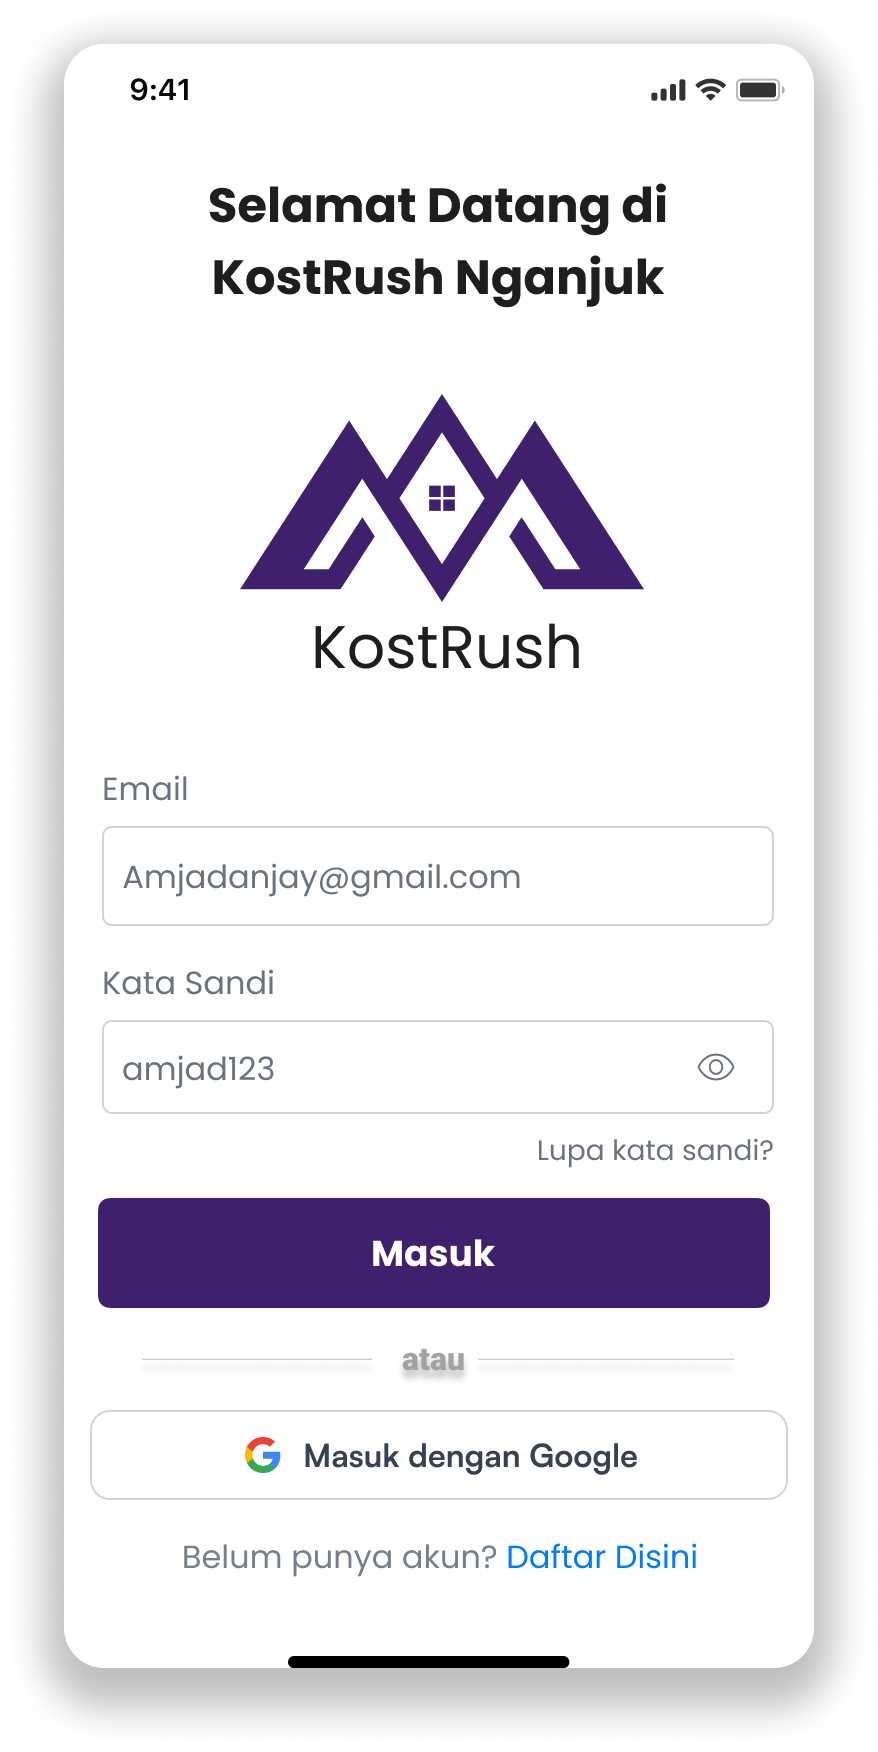 9:41
Selamat Datang di
KostRush Nganjuk
KostRush
Email
Amjadanjay@gmail.com
Kata Sandi
amjad123
Lupa kata sandi?
Masuk
atau
Masuk dengan Google
Belum punya akun? Daftar Disini